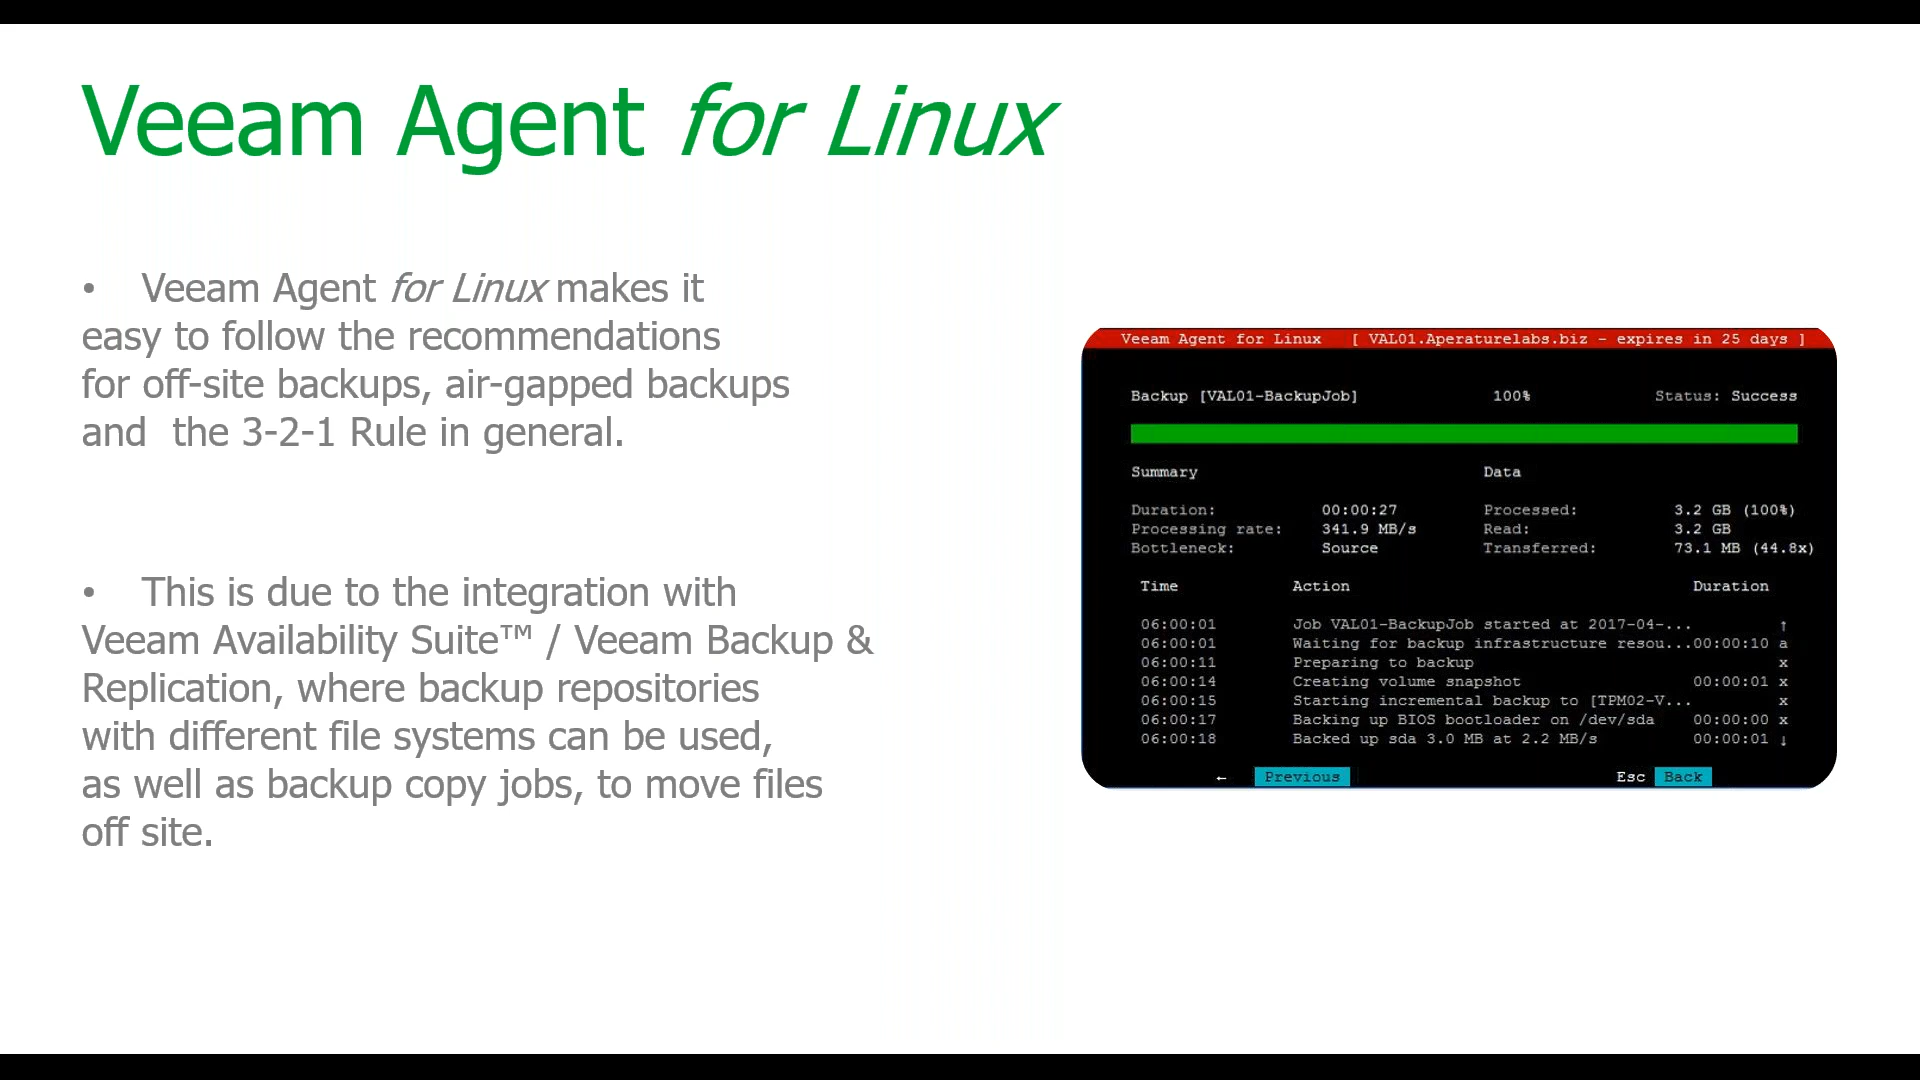 Veeam Agent for Linux
• Veeam Agent for Linux makes it
easy to follow the recommendations
for off-site backups, air-gapped backups
and the 3-2-1 Rule in general.
• This is due to the integration with
Veeam Availability Suite™ / Veeam Backup &
Replication, where backup repositories
with different file systems can be used,
as well as backup copy jobs, to move files
off site.
Veeam Agent for Linux [ VAL01.Aperaturelabs.biz - expires in 25 days ]
Backup [VAL01-BackupJob] 100% Status: Success
Summary Data
Duration: 00:00:27 Processed: 3.2 GB (100%)
Processing rate: 341.9 MB/s Read: 3.2 GB
Bottleneck: Source Transferred: 73.1 MB (44.8x)
Time Action Duration
06:00:01 Job VAL01-BackupJob started at 2017-04-... ↑
06:00:01 Waiting for backup infrastructure resou...00:00:10 a
06:00:11 Preparing to backup x
06:00:14 Creating volume snapshot 00:00:01 x
06:00:15 Starting incremental backup to [TPM02-V... x
06:00:17 Backing up BIOS bootloader on /dev/sda 00:00:00 x
06:00:18 Backed up sda 3.0 MB at 2.2 MB/s 00:00:01 ↓
← Previous Esc Back